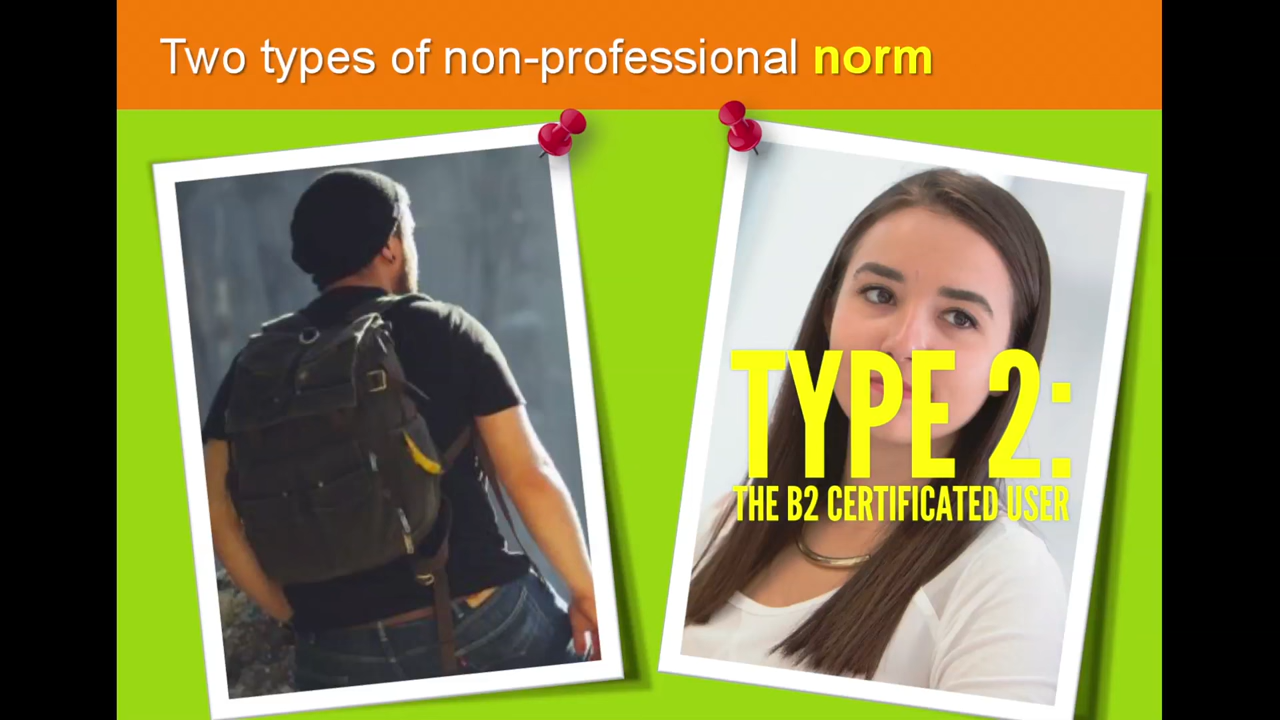 Two types of non-professional norm
TYPE 2:
THE B2 CERTIFICATED USER